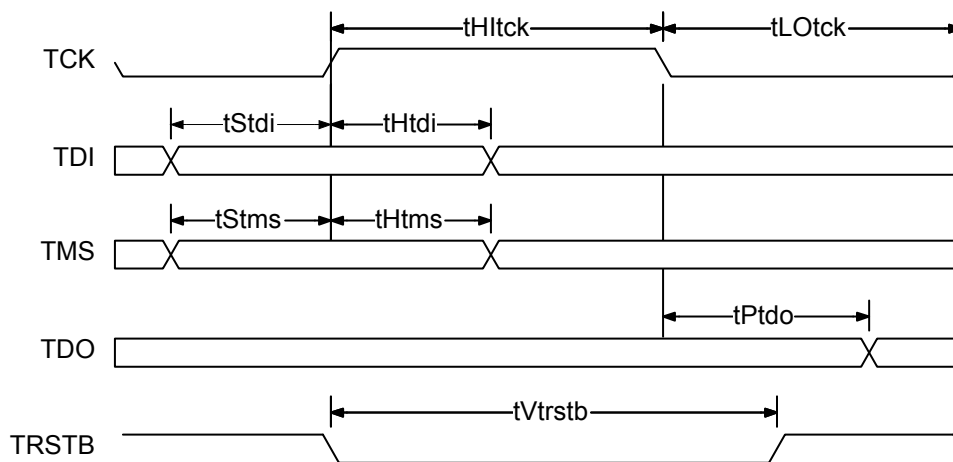 tHItck tLOtck
TCK
tStdi tHtdi
TDI
tStms tHtms
TMS
tPtdo
TDO
tVtrstb
TRSTB